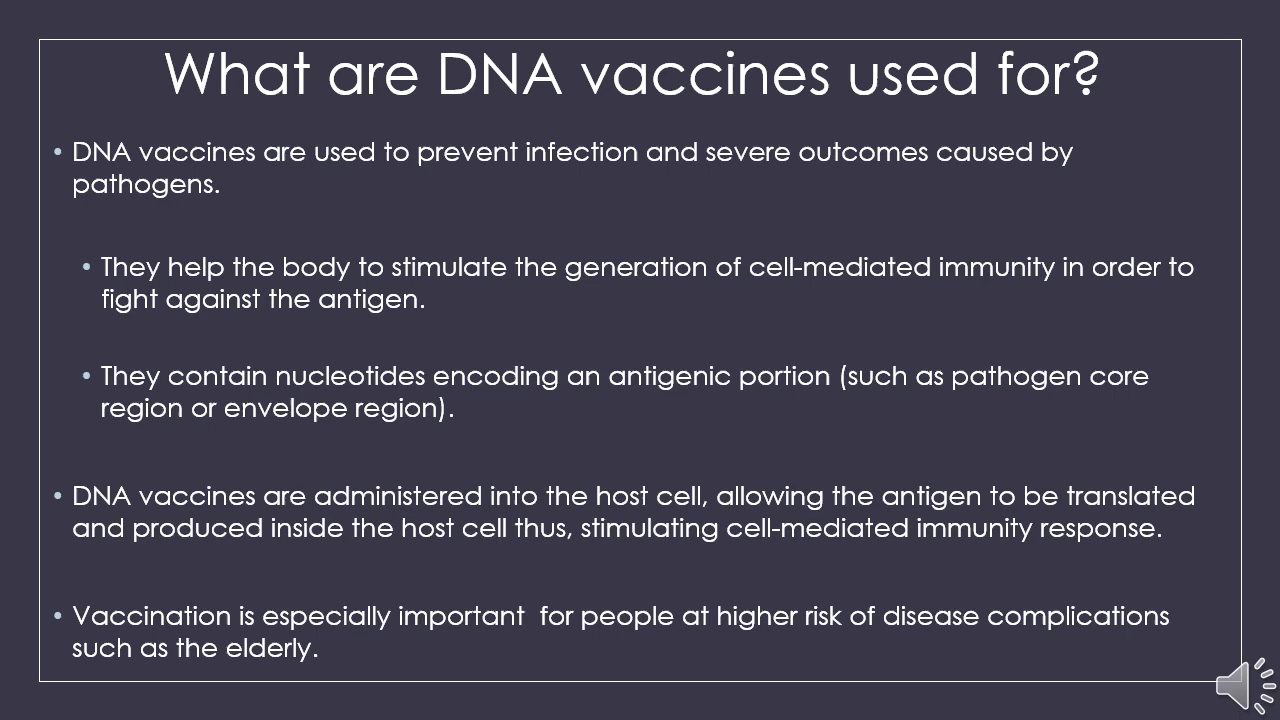 What are DNA vaccines used for?
• DNA vaccines are used to prevent infection and severe outcomes caused by
pathogens.
• They help the body to stimulate the generation of cell-mediated immunity in order to
fight against the antigen.
• They contain nucleotides encoding an antigenic portion (such as pathogen core
region or envelope region).
• DNA vaccines are administered into the host cell, allowing the antigen to be translated
and produced inside the host cell thus, stimulating cell-mediated immunity response.
• Vaccination is especially important  for people at higher risk of disease complications
such as the elderly.